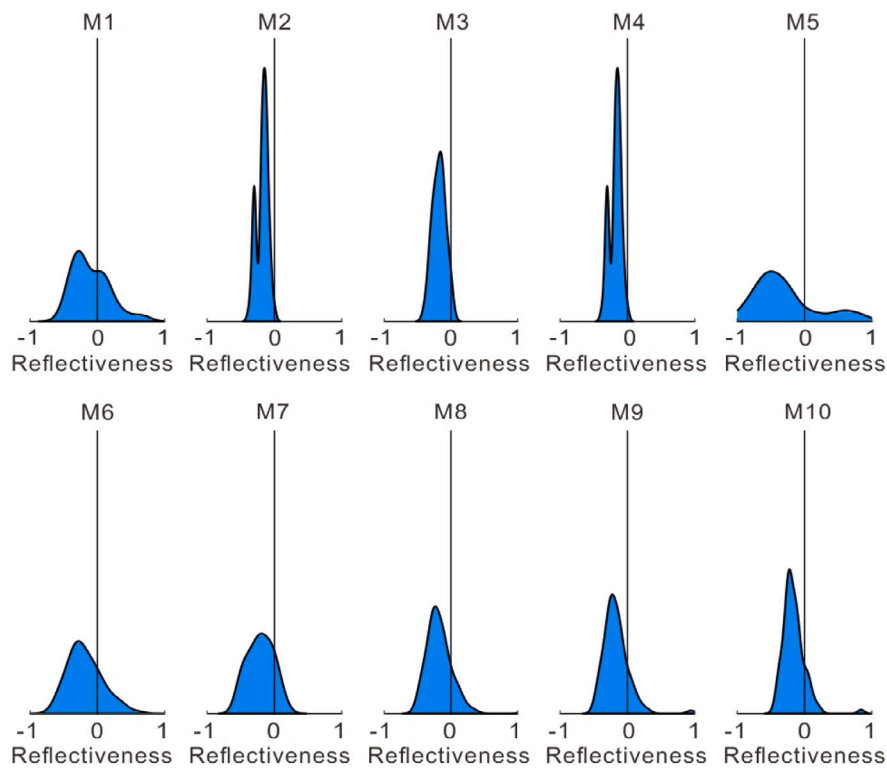 M1 M2 M3 M4 M5
-1 0 1 -1 0 1 -1 0 1 -1 0 1 -1 0 1
Reflectiveness Reflectiveness Reflectiveness Reflectiveness Reflectiveness
M6 M7 M8 M9 M10
-1 0 1 -1 0 1 -1 0 1 -1 0 1 -1 0 1
Reflectiveness Reflectiveness Reflectiveness Reflectiveness Reflectiveness